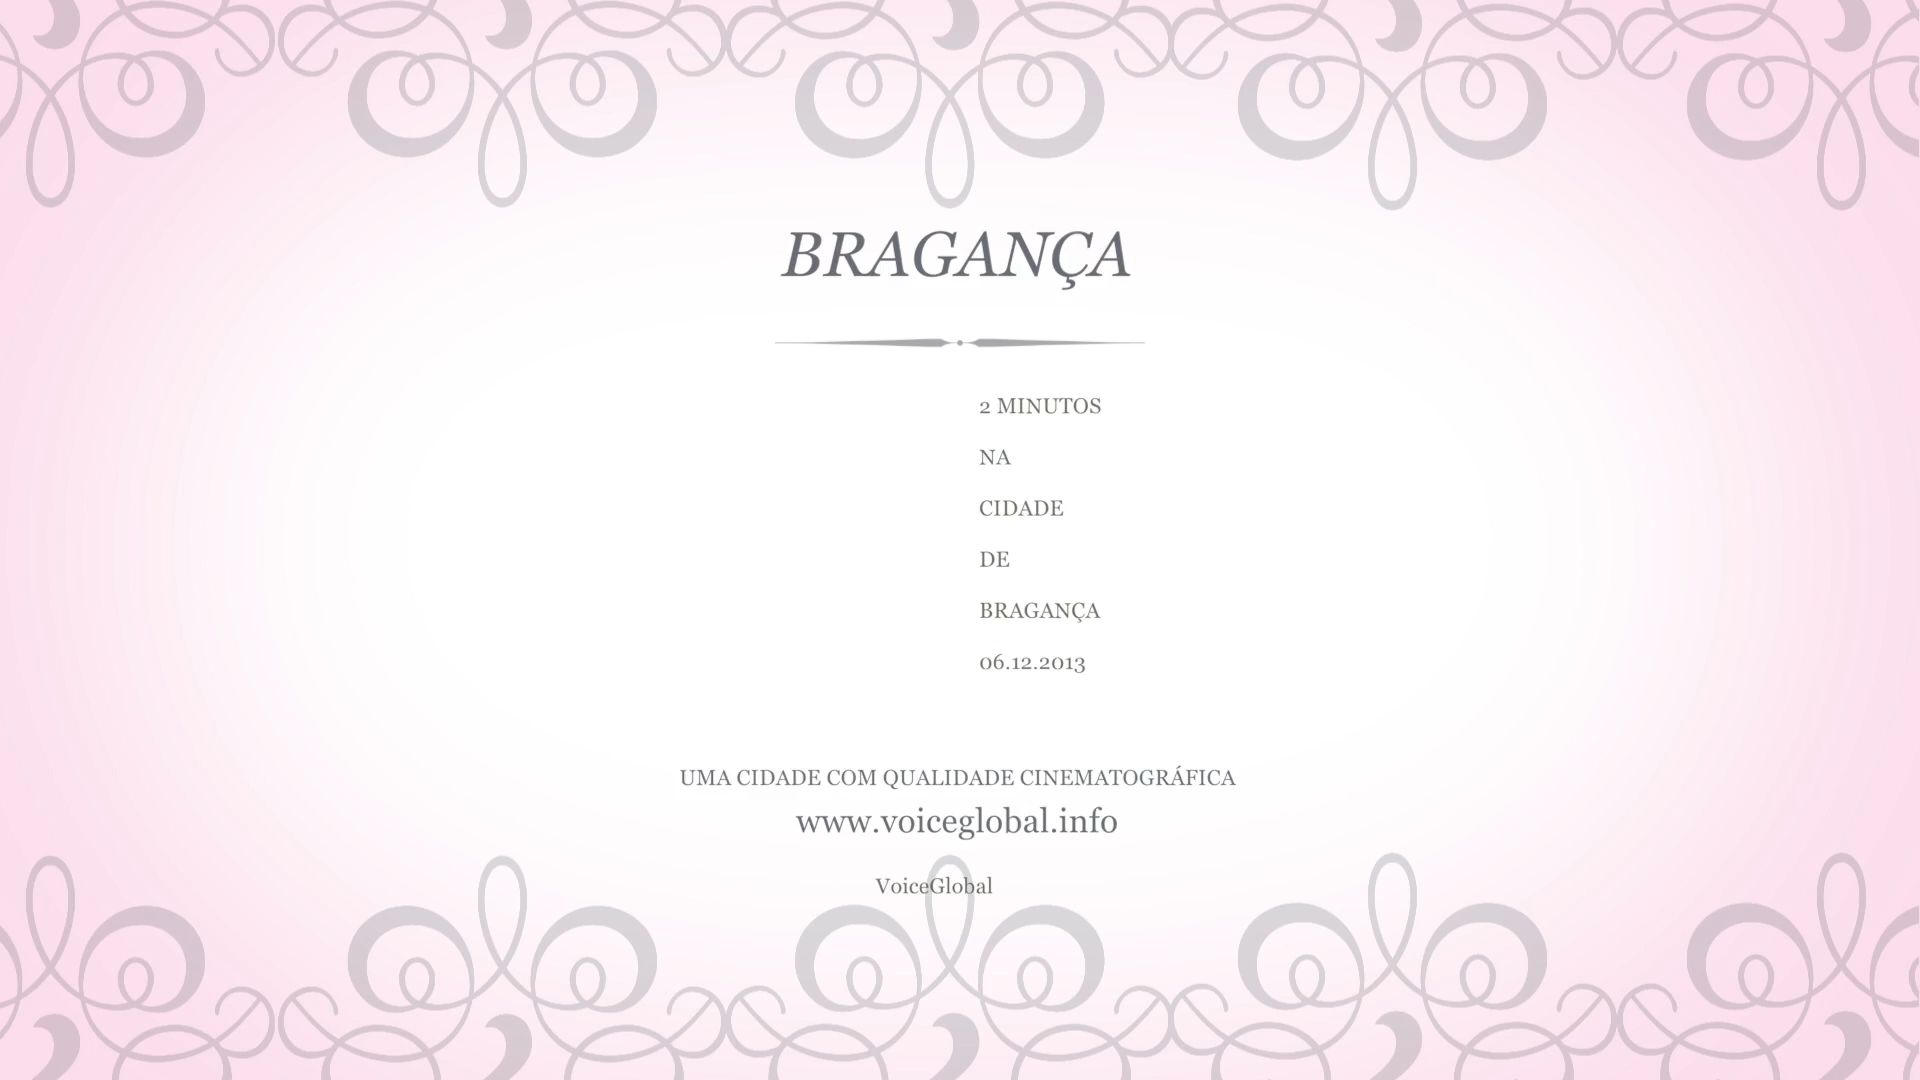 BRAGANÇA
2 MINUTOS
NA
CIDADE
DE
BRAGANÇA
06.12.2013
UMA CIDADE COM QUALIDADE CINEMATOGRÁFICA
www.voiceglobal.info
VoiceGlobal